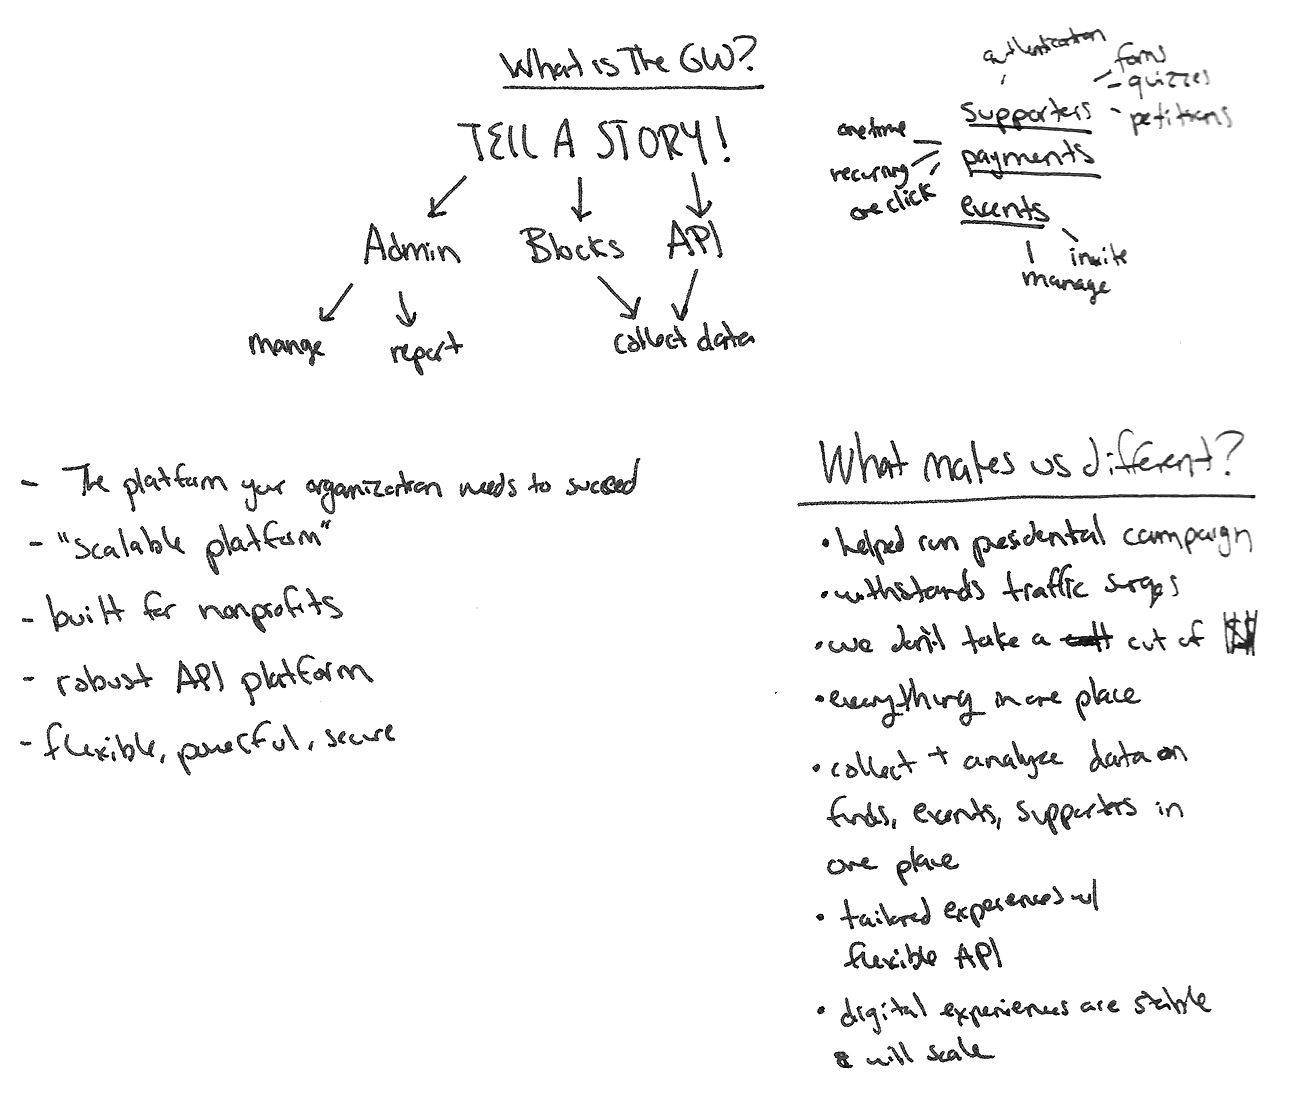 What is The GW?
TELL A STORY!
Admin Blocks API
mange report collect data
authentication
forms
quizzes
petitions
supporters
onetime
recurring
one click
payments
events
invite
manage
- The platform your organization needs to succeed
- "scalable platform"
- built for nonprofits
- robust API platform
- flexible, powerful, secure
What makes us different?
• helped run presidental campaign
• withstands traffic surges
• we don't take a cut of $
• everything in one place
• collect + analyze data on
funds, events, supporters in
one place
• tailored experiences w/
flexible API
• digital experiences are stable
& will scale